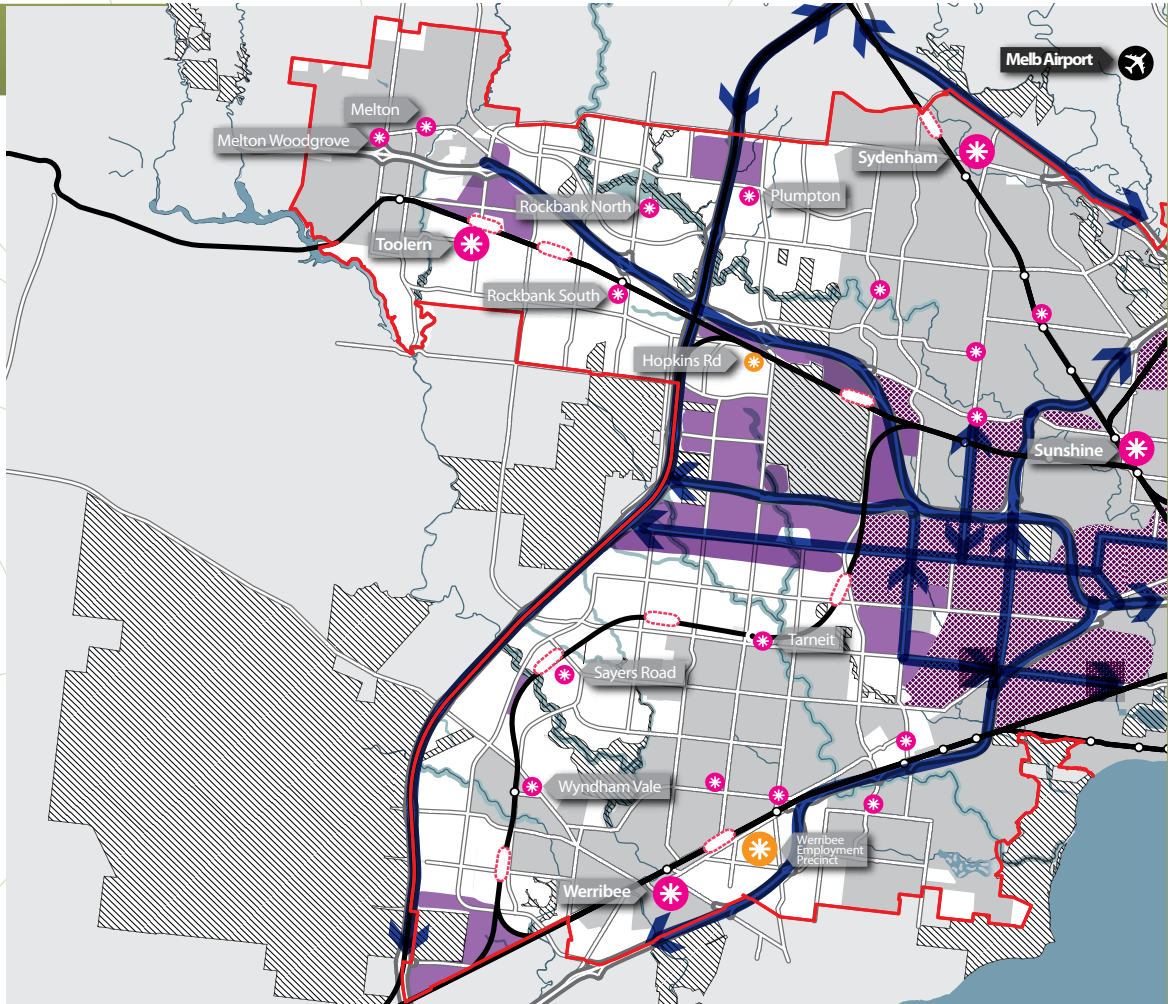 Melb Airport
Melton
Melton Woodgrove
Sydenham
Rockbank North
Plumpton
Toolern
Rockbank South
Hopkins Rd
Sunshine
Tarneit
Sayers Road
Wyndham Vale
Werribee
Employment
Precinct
Werribee